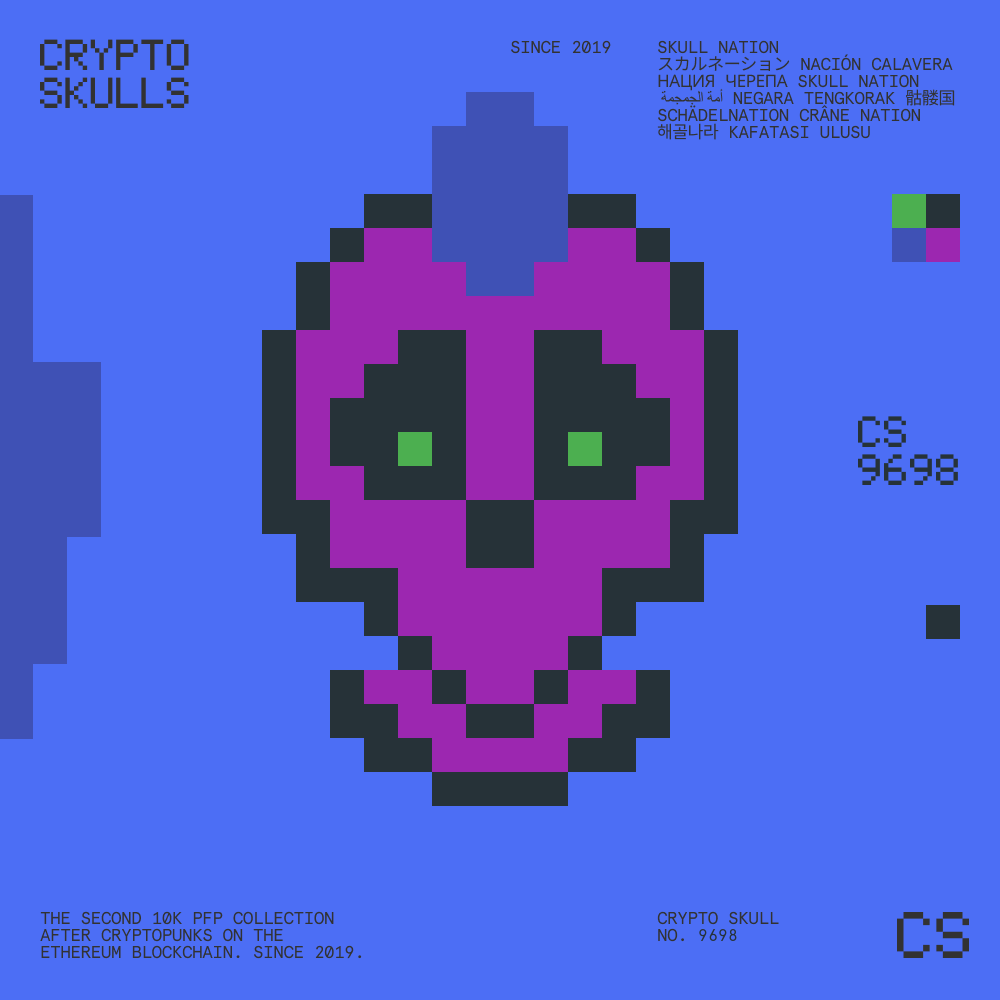 CRYPTO
SKULLS
SINCE 2019
SKULL NATION
スカルネーション NACIÓN CALAVERA
НАЦИЯ ЧЕРЕПА SKULL NATION
أمة الجمجمة NEGARA TENGKORAK 骷髅国
SCHÄDELNATION CRÂNE NATION
해골나라 KAFATASI ULUSU
CS
9698
THE SECOND 10K PFP COLLECTION
AFTER CRYPTOPUNKS ON THE
ETHEREUM BLOCKCHAIN. SINCE 2019.
CRYPTO SKULL
NO. 9698
CS